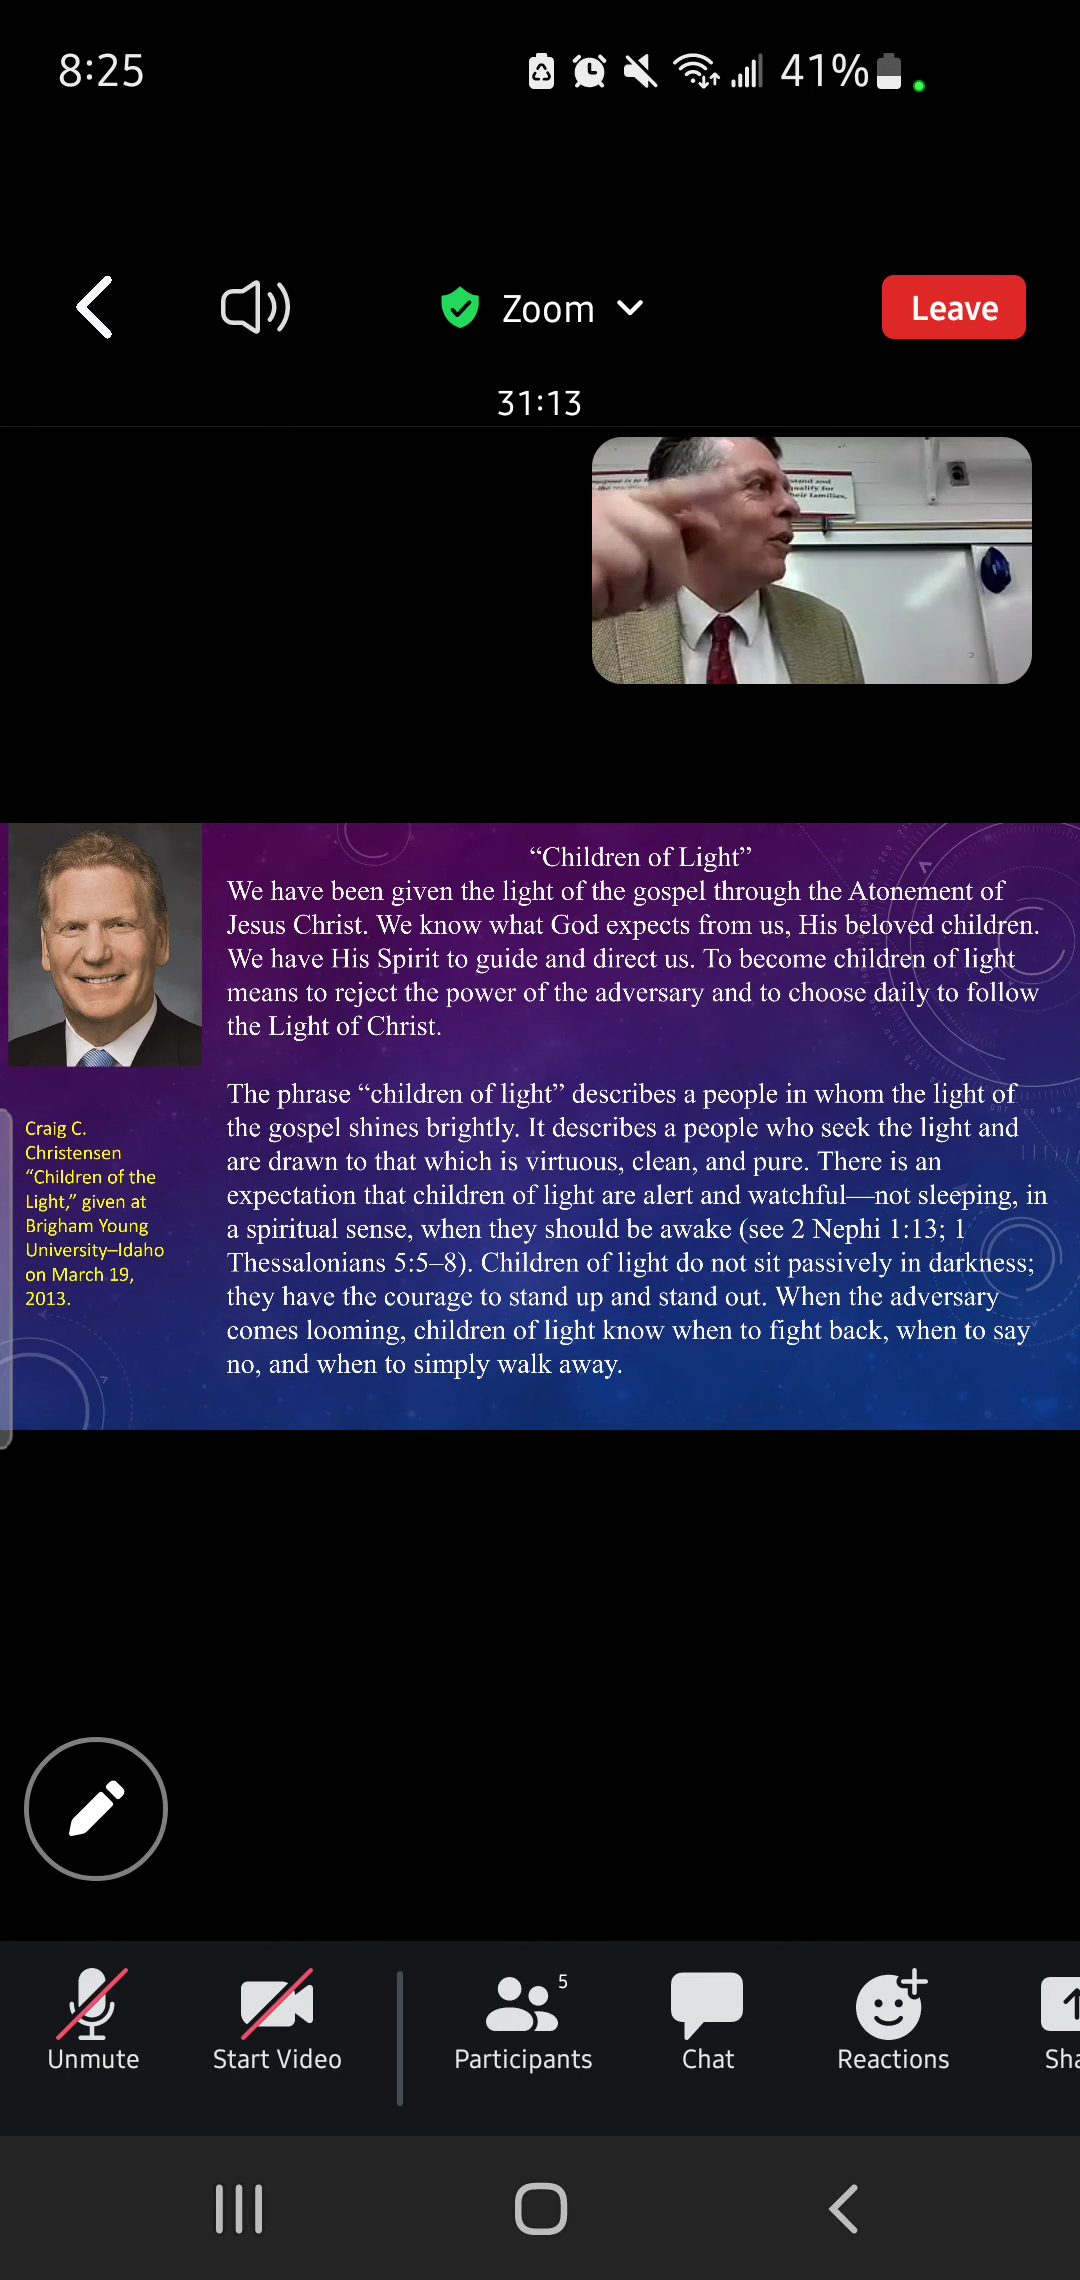 8:25
41%
Zoom
Leave
31:13
stand and
qualify for
their families,
“Children of Light”
We have been given the light of the gospel through the Atonement of
Jesus Christ. We know what God expects from us, His beloved children.
We have His Spirit to guide and direct us. To become children of light
means to reject the power of the adversary and to choose daily to follow
the Light of Christ.
The phrase “children of light” describes a people in whom the light of
the gospel shines brightly. It describes a people who seek the light and
are drawn to that which is virtuous, clean, and pure. There is an
expectation that children of light are alert and watchful—not sleeping, in
a spiritual sense, when they should be awake (see 2 Nephi 1:13; 1
Thessalonians 5:5–8). Children of light do not sit passively in darkness;
they have the courage to stand up and stand out. When the adversary
comes looming, children of light know when to fight back, when to say
no, and when to simply walk away.
Craig C.
Christensen
“Children of the
Light,” given at
Brigham Young
University–Idaho
on March 19,
2013.
5
Unmute
Start Video
Participants
Chat
Reactions
Sha